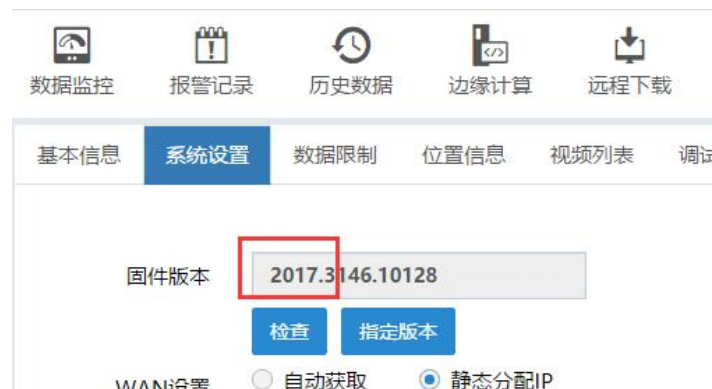 数据监控 报警记录 历史数据 边缘计算 远程下载
基本信息 系统设置 数据限制 位置信息 视频列表 调试
固件版本 2017.3146.10128
检查 指定版本
WAN设置 自动获取 静态分配IP